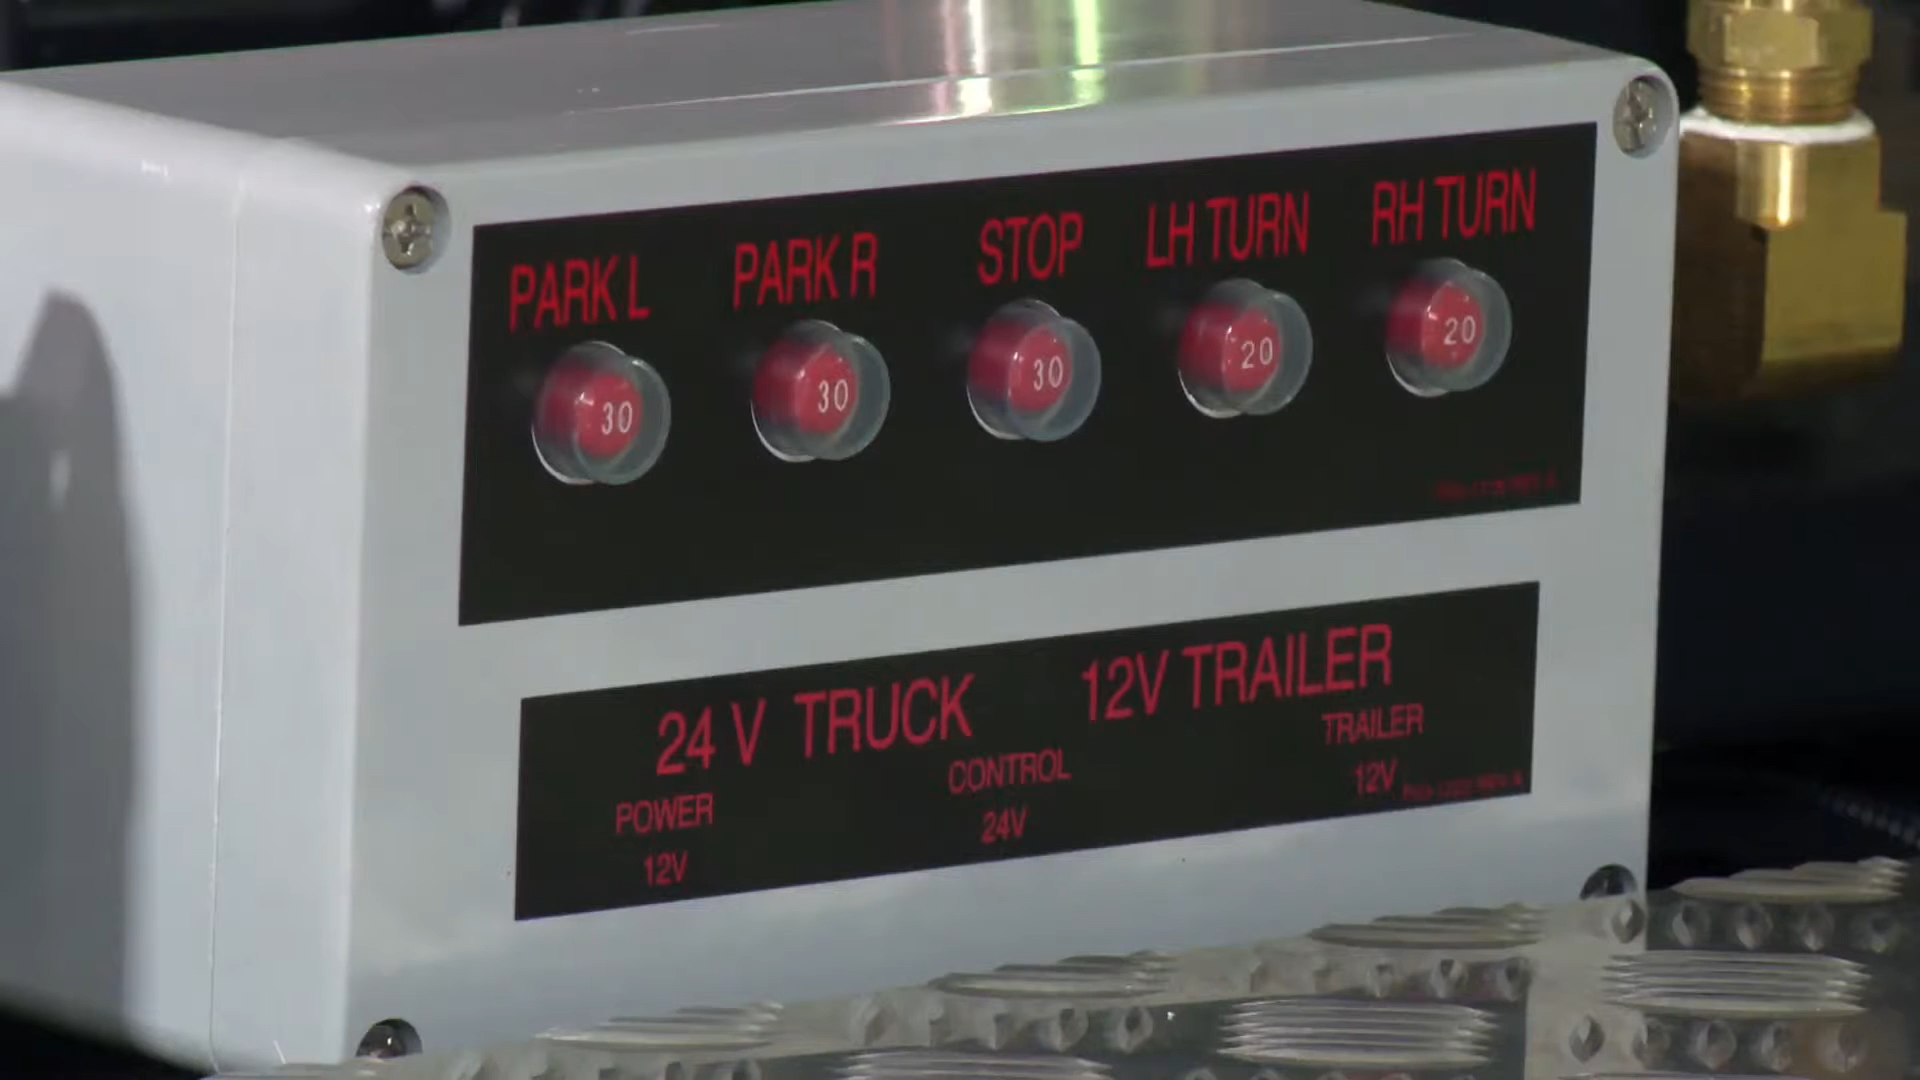 PARK L PARK R STOP LH TURN RH TURN
30 30 30 20 20
24 V TRUCK 12V TRAILER
POWER CONTROL TRAILER
12V 24V 12V